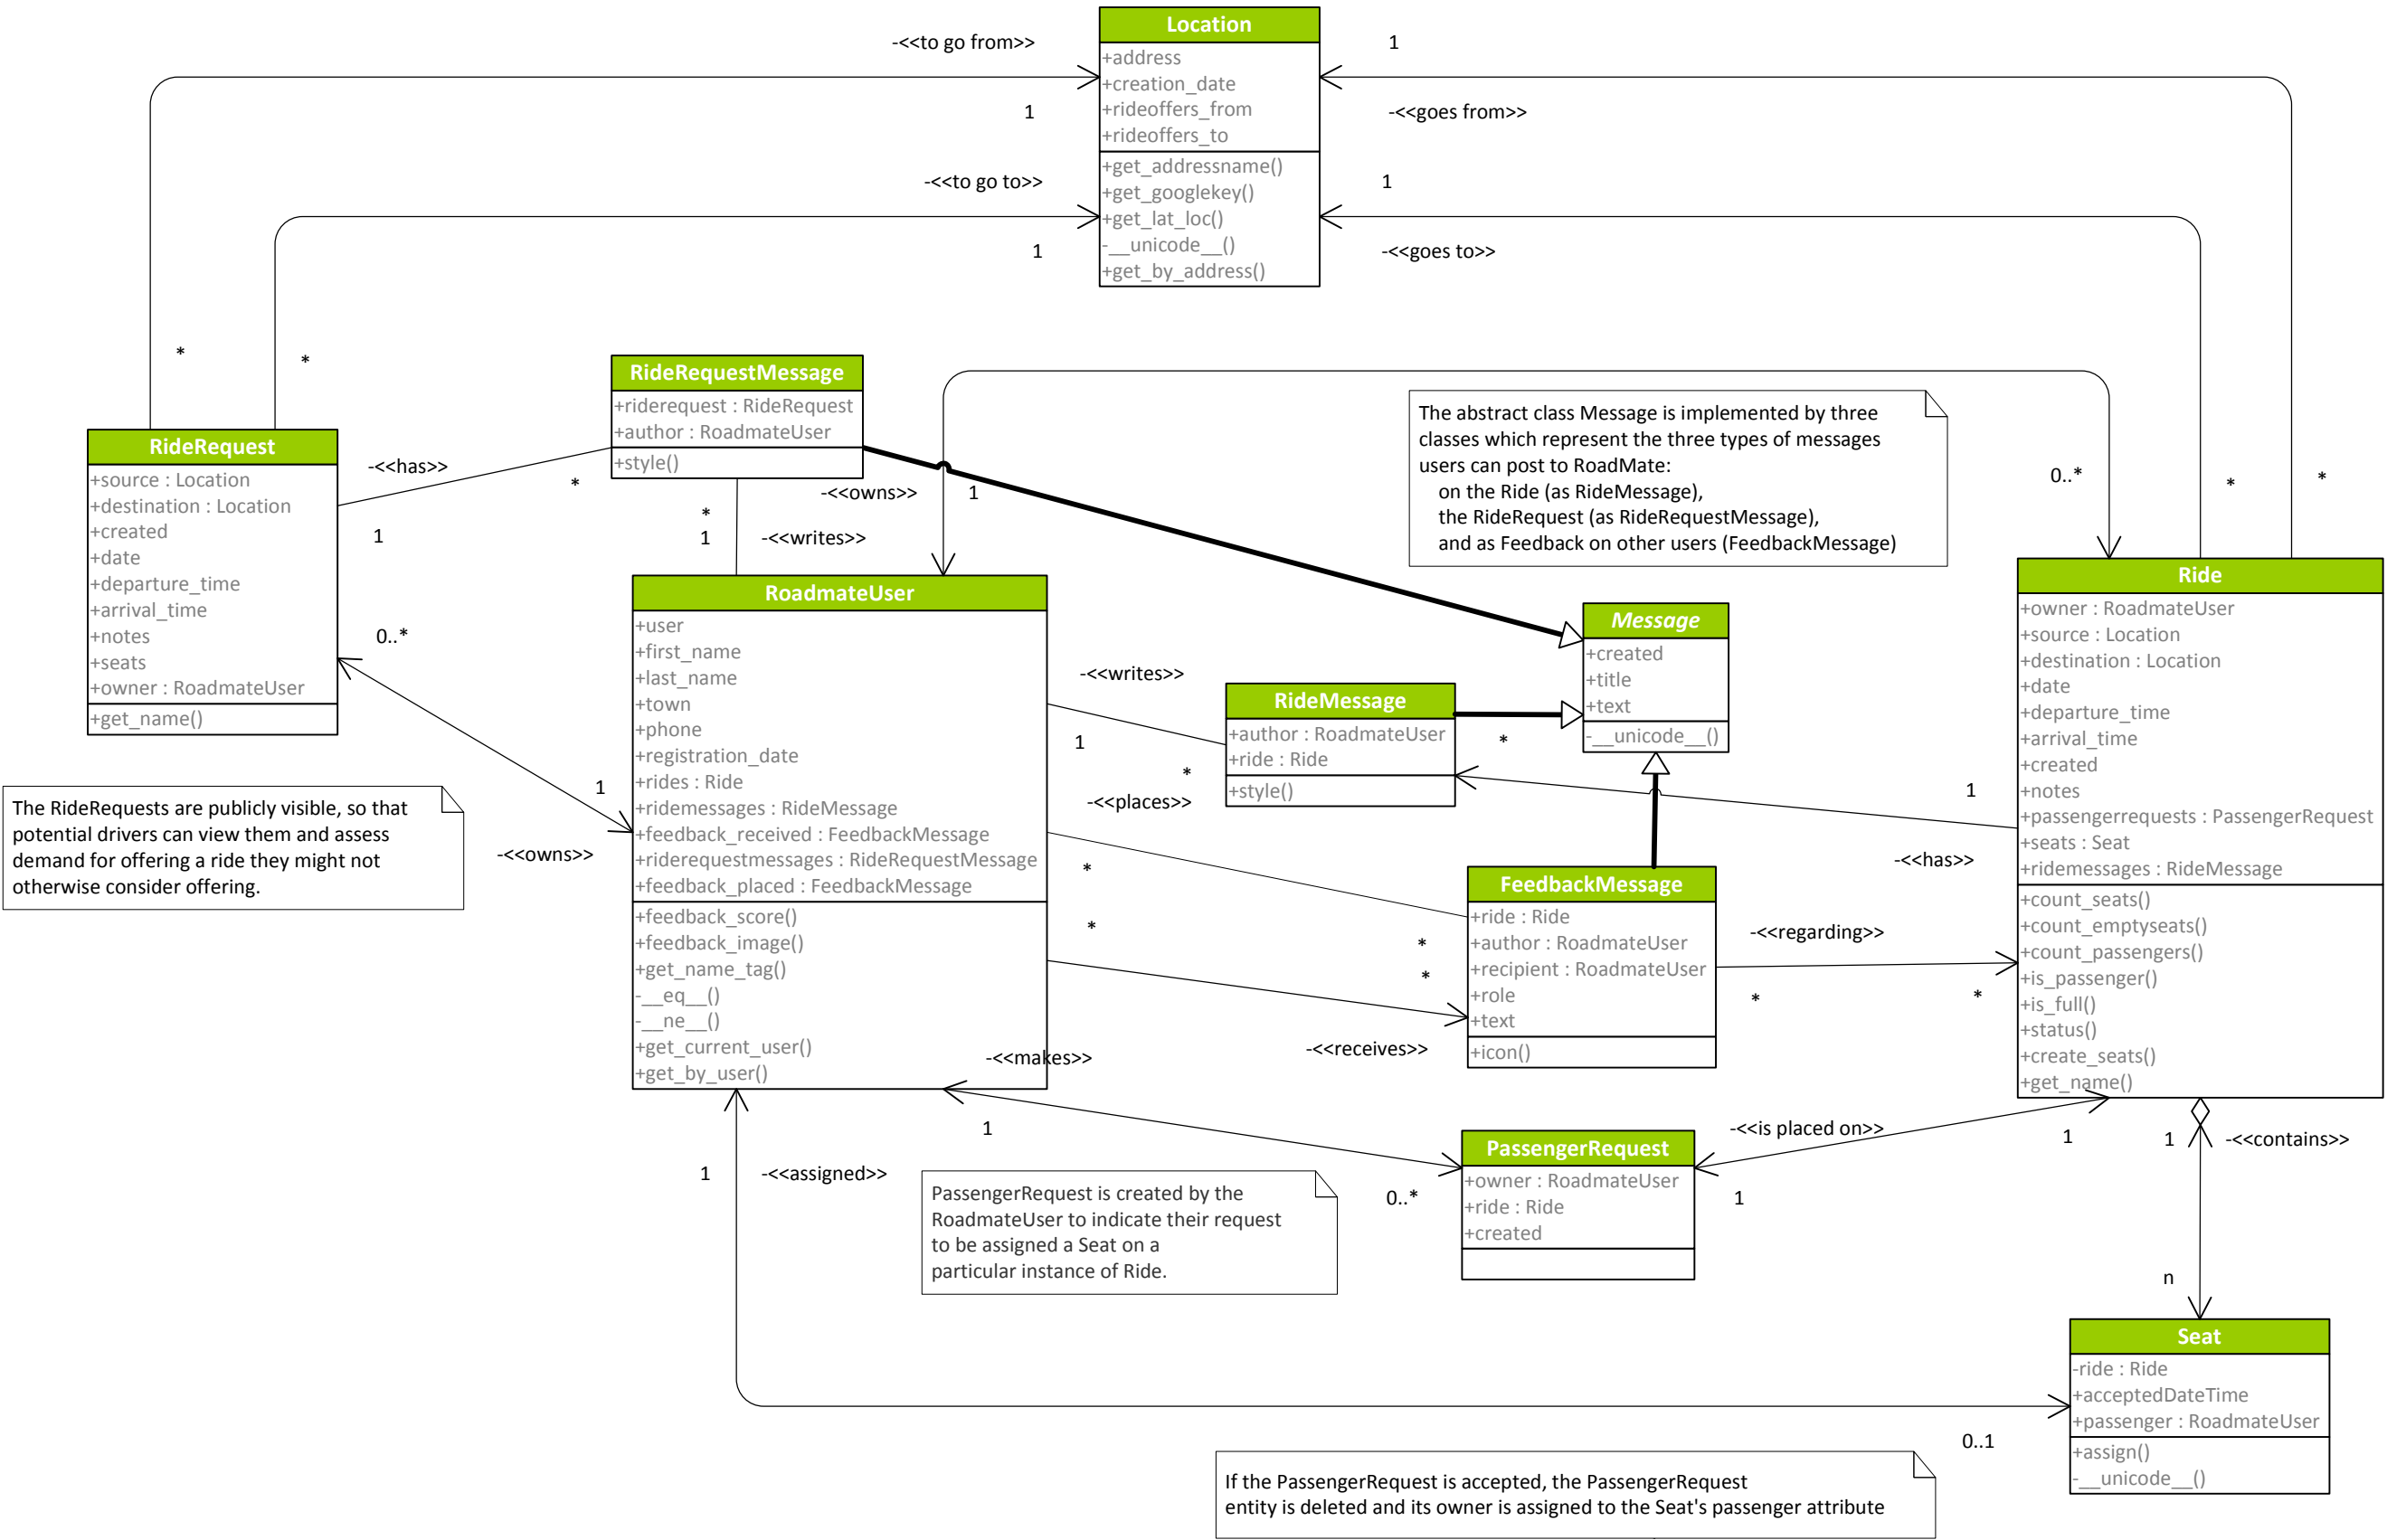 -<<to go from>>
1
Location
+address
+creation_date
+rideoffers_from
+rideoffers_to
+get_addressname()
+get_googlekey()
+get_lat_loc()
-__unicode__()
+get_by_address()
1
-<<goes from>>
-<<to go to>>
1
1
-<<goes to>>
*
*
RideRequestMessage
+riderequest : RideRequest
+author : RoadmateUser
+style()
RideRequest
+source : Location
+destination : Location
+created
+date
+departure_time
+arrival_time
+notes
+seats
+owner : RoadmateUser
+get_name()
-<<has>>
*
1
-<<owns>>
1
*
1
-<<writes>>
The abstract class Message is implemented by three
classes which represent the three types of messages
users can post to RoadMate:
on the Ride (as RideMessage),
the RideRequest (as RideRequestMessage),
and as Feedback on other users (FeedbackMessage)
0..*
*
*
0..*
1
-<<owns>>
The RideRequests are publicly visible, so that
potential drivers can view them and assess
demand for offering a ride they might not
otherwise consider offering.
RoadmateUser
+user
+first_name
+last_name
+town
+phone
+registration_date
+rides : Ride
+ridemessages : RideMessage
+feedback_received : FeedbackMessage
+riderequestmessages : RideRequestMessage
+feedback_placed : FeedbackMessage
+feedback_score()
+feedback_image()
+get_name_tag()
-__eq__()
-__ne__()
+get_current_user()
+get_by_user()
-<<writes>>
1
*
-<<places>>
*
*
*
*
-<<receives>>
-<<makes>>
RideMessage
+author : RoadmateUser
+ride : Ride
+style()
*
Message
+created
+title
+text
-__unicode__()
1
-<<has>>
FeedbackMessage
+ride : Ride
+author : RoadmateUser
+recipient : RoadmateUser
+role
+text
+icon()
-<<regarding>>
*
*
Ride
+owner : RoadmateUser
+source : Location
+destination : Location
+date
+departure_time
+arrival_time
+created
+notes
+passengerrequests : PassengerRequest
+seats : Seat
+ridemessages : RideMessage
+count_seats()
+count_emptyseats()
+count_passengers()
+is_passenger()
+is_full()
+status()
+create_seats()
+get_name()
1
-<<assigned>>
1
PassengerRequest is created by the
RoadmateUser to indicate their request
to be assigned a Seat on a
particular instance of Ride.
0..*
PassengerRequest
+owner : RoadmateUser
+ride : Ride
+created
-<<is placed on>>
1
1
1
-<<contains>>
n
Seat
-ride : Ride
+acceptedDateTime
+passenger : RoadmateUser
+assign()
-__unicode__()
0..1
If the PassengerRequest is accepted, the PassengerRequest
entity is deleted and its owner is assigned to the Seat's passenger attribute